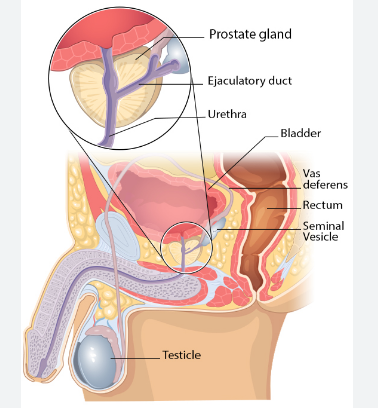 Prostate gland
Ejaculatory duct
Urethra
Bladder
Vas
deferens
Rectum
Seminal
Vesicle
Testicle